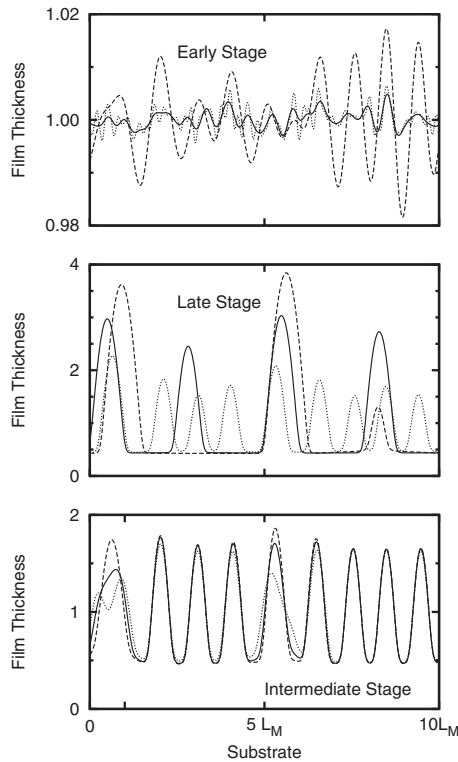 1.02
Early Stage
Film Thickness
1.00
0.98
4
Late Stage
Film Thickness
2
0
2
Film Thickness
1
Intermediate Stage
0
0 5 L_M 10L_M
Substrate